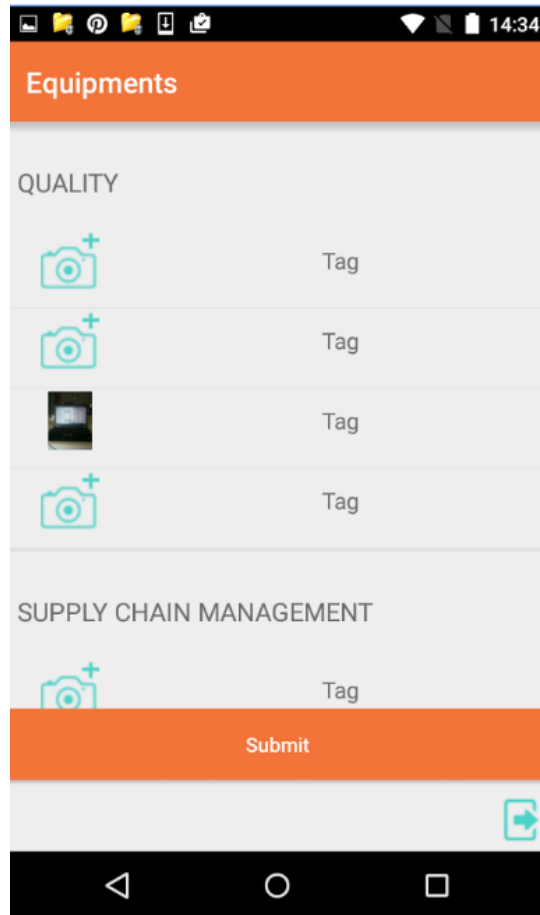 14:34
Equipments
QUALITY
Tag
Tag
Tag
Tag
SUPPLY CHAIN MANAGEMENT
Tag
Submit